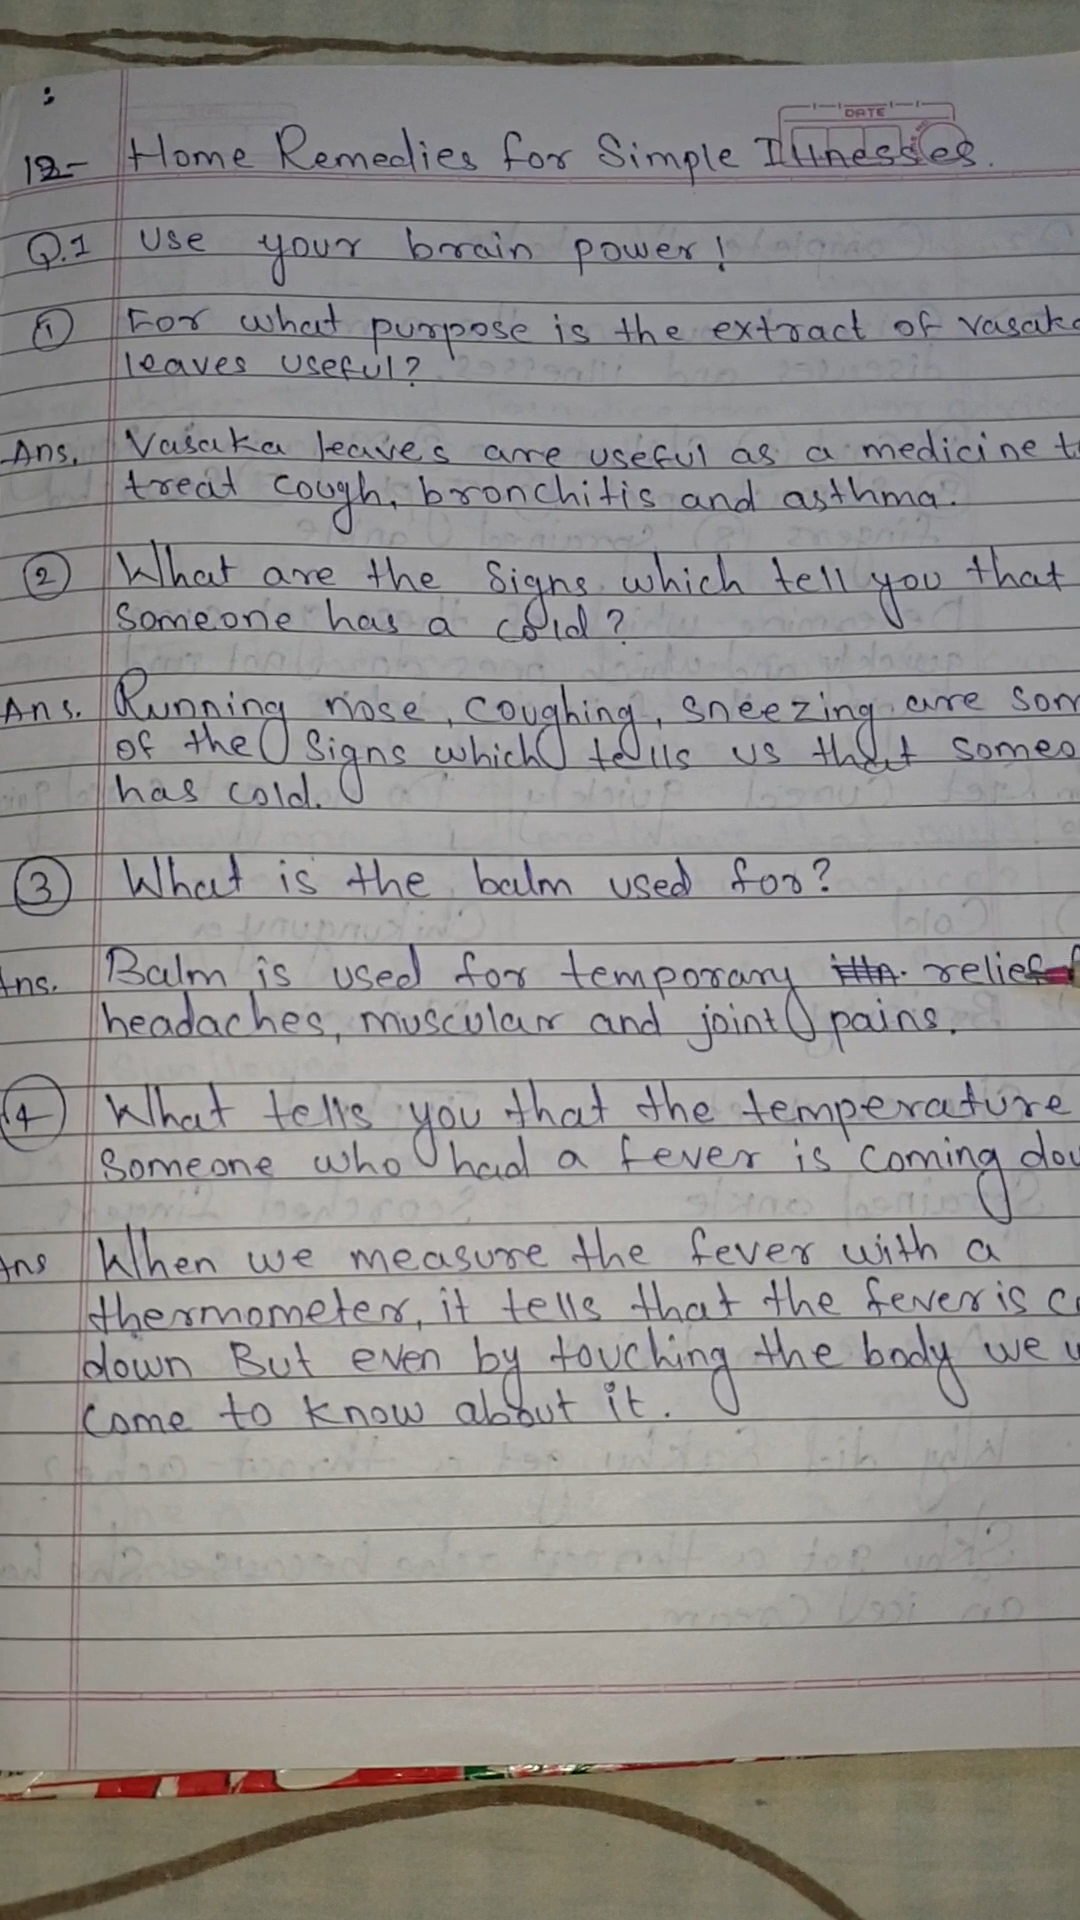 DATE
12- Home Remedies for Simple Illnesses.
Q.1 Use your brain power!
① For what purpose is the extract of vasaka
leaves useful?
Ans. Vasaka leaves are useful as a medicine t
treat cough, bronchitis and asthma.
② What are the signs which tell you that
someone has a cold?
Ans. Running nose, coughing, sneezing are som
of the signs which tells us that someo
has cold.
③ What is the balm used for?
Ans. Balm is used for temporary relief f
headaches, muscular and joint pains.
④ What tells you that the temperature
someone who had a fever is coming dow
Ans When we measure the fever with a
thermometer, it tells that the fever is co
down But even by touching the body we
come to know about it.